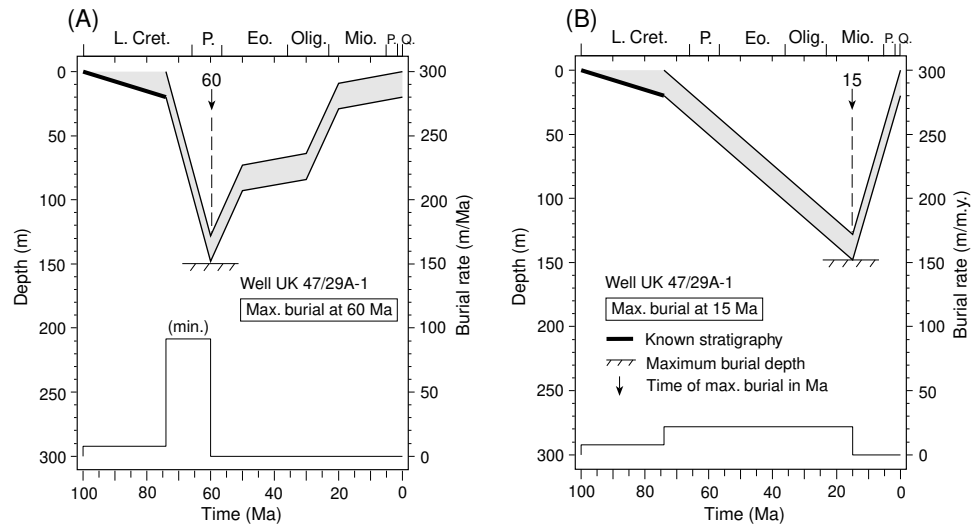 (A)
L. Cret. P. Eo. Olig. Mio. P. Q.
0 300
60
50 250
100 200
150 150
200 100
250 50
300 0
Depth (m)
Burial rate (m/Ma)
Well UK 47/29A-1
Max. burial at 60 Ma
(min.)
100 80 60 40 20 0
Time (Ma)
(B)
L. Cret. P. Eo. Olig. Mio. P. Q.
0 300
15
50 250
100 200
150 150
200 100
250 50
300 0
Depth (m)
Burial rate (m/m.y.)
Well UK 47/29A-1
Max. burial at 15 Ma
Known stratigraphy
Maximum burial depth
Time of max. burial in Ma
100 80 60 40 20 0
Time (Ma)